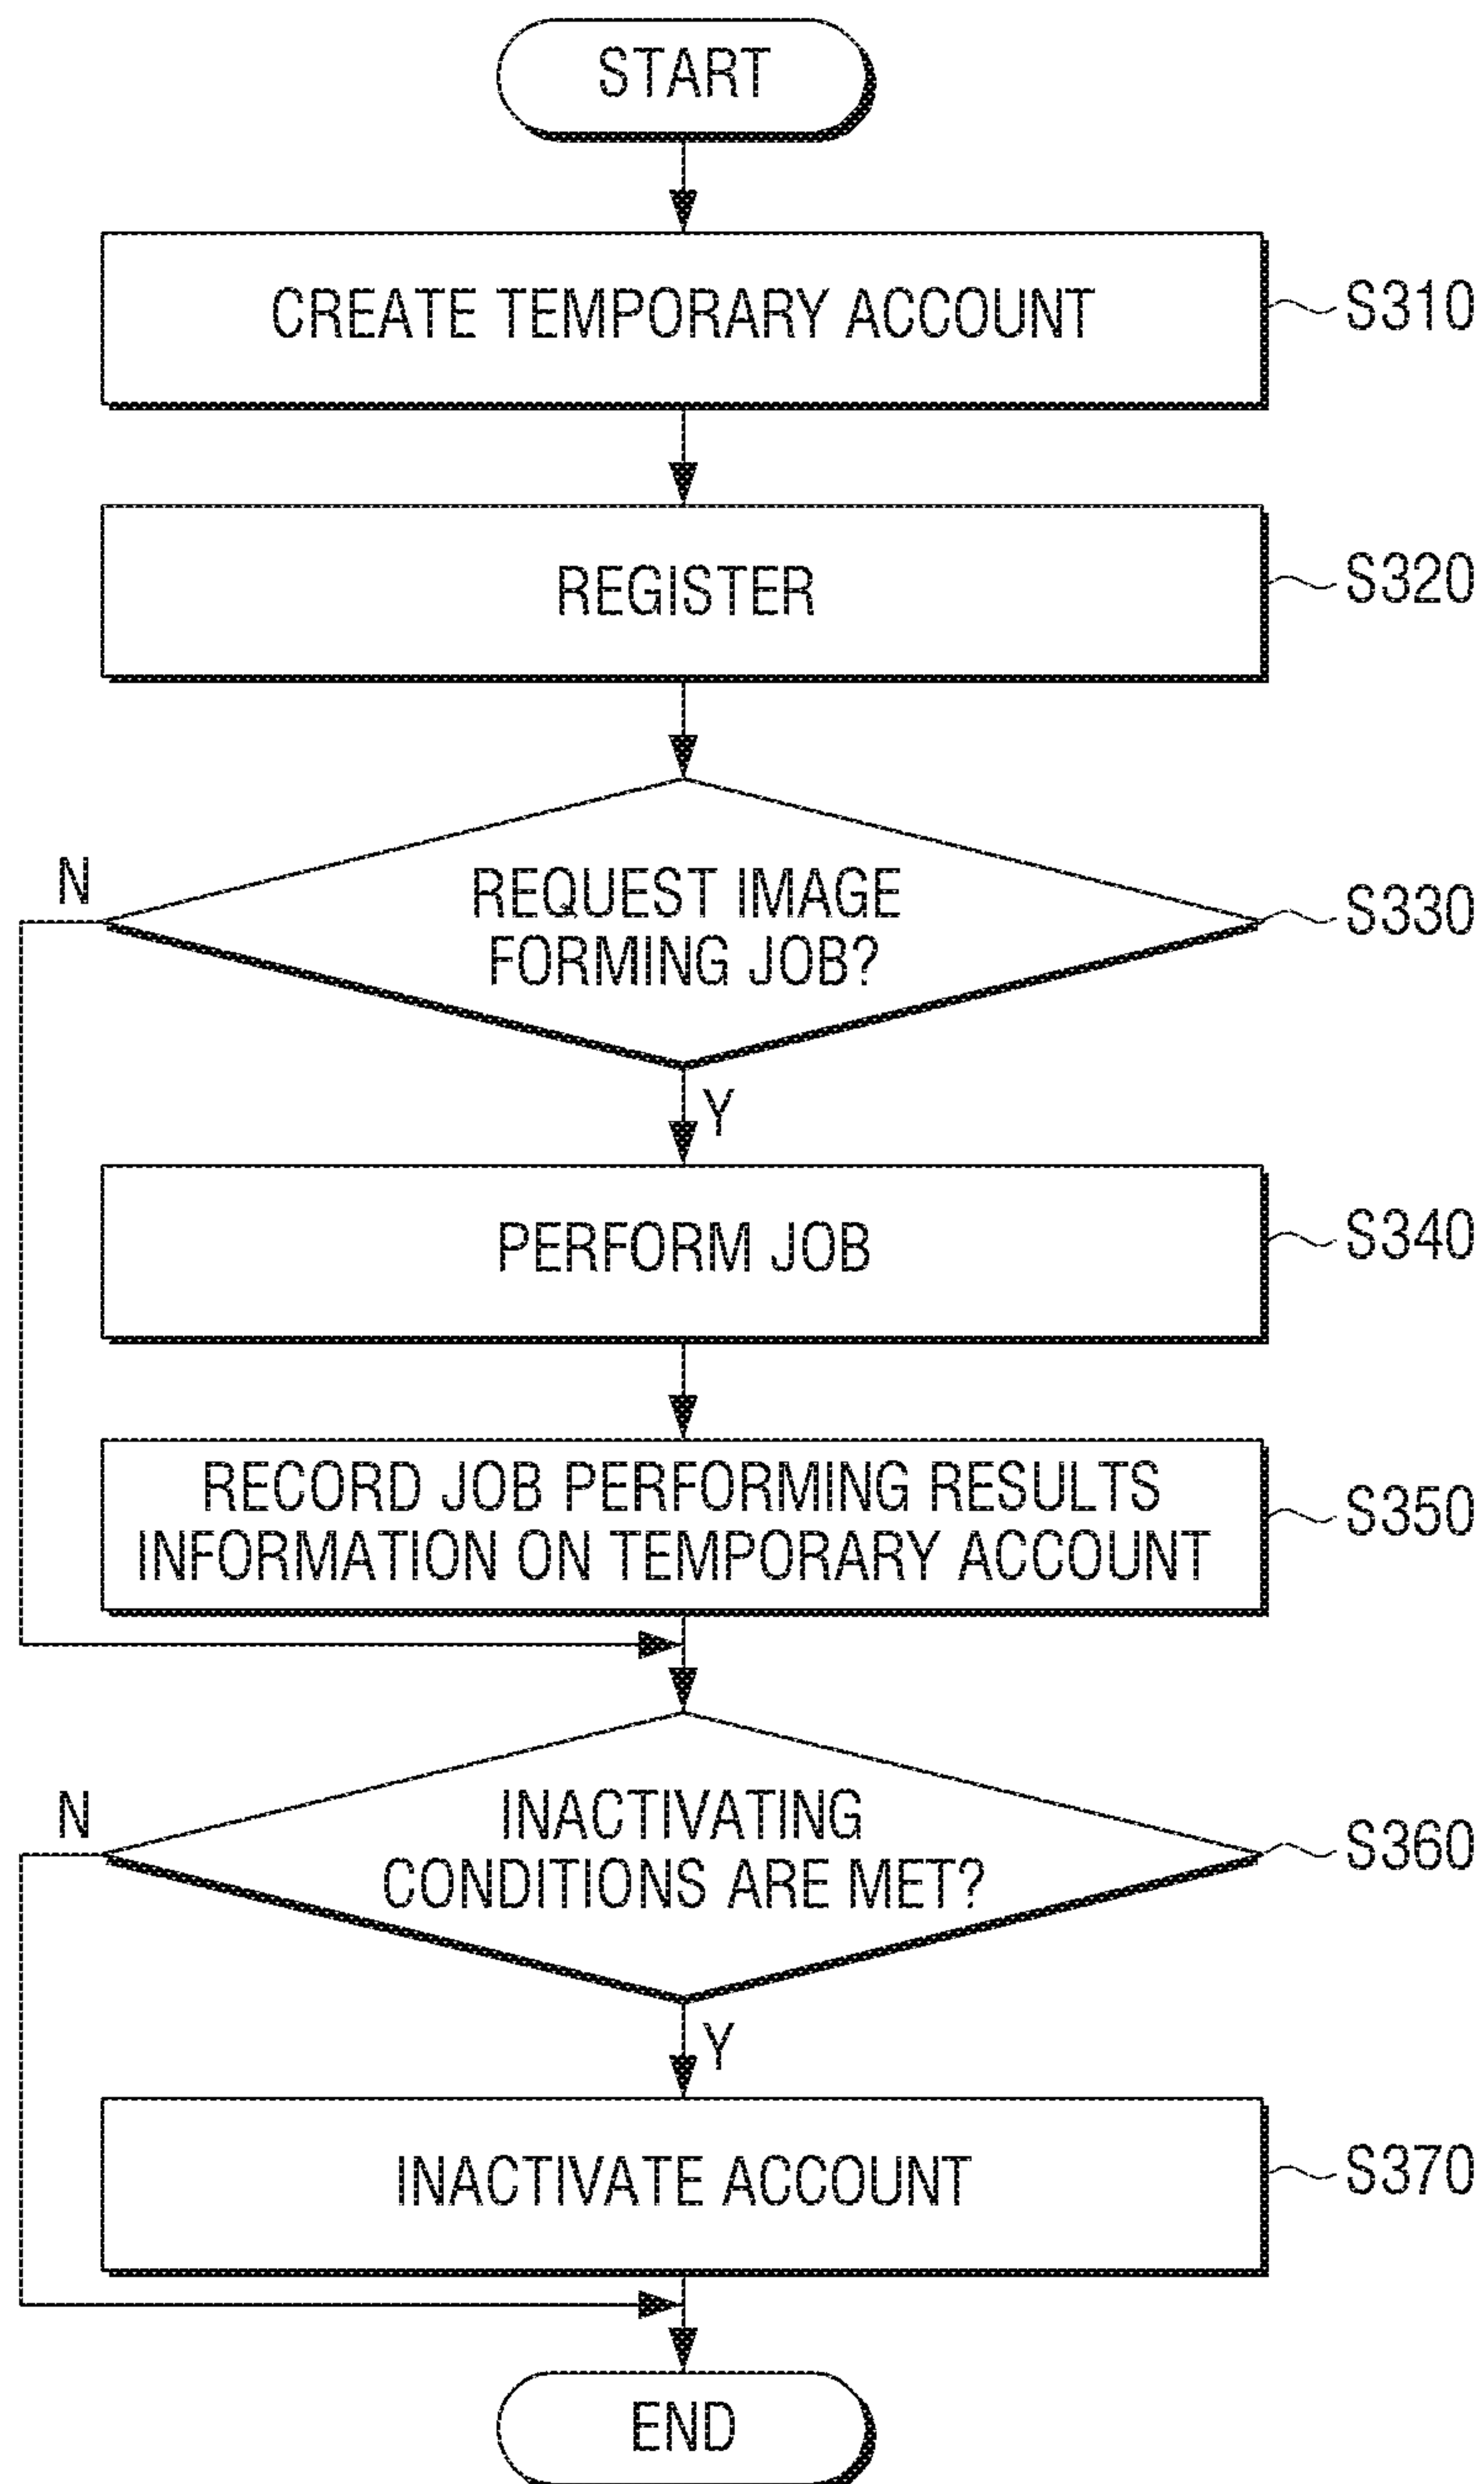 START
CREATE TEMPORARY ACCOUNT
S310
REGISTER
S320
N
REQUEST IMAGE
FORMING JOB?
S330
Y
PERFORM JOB
S340
RECORD JOB PERFORMING RESULTS
INFORMATION ON TEMPORARY ACCOUNT
S350
N
INACTIVATING
CONDITIONS ARE MET?
S360
Y
INACTIVATE ACCOUNT
S370
END